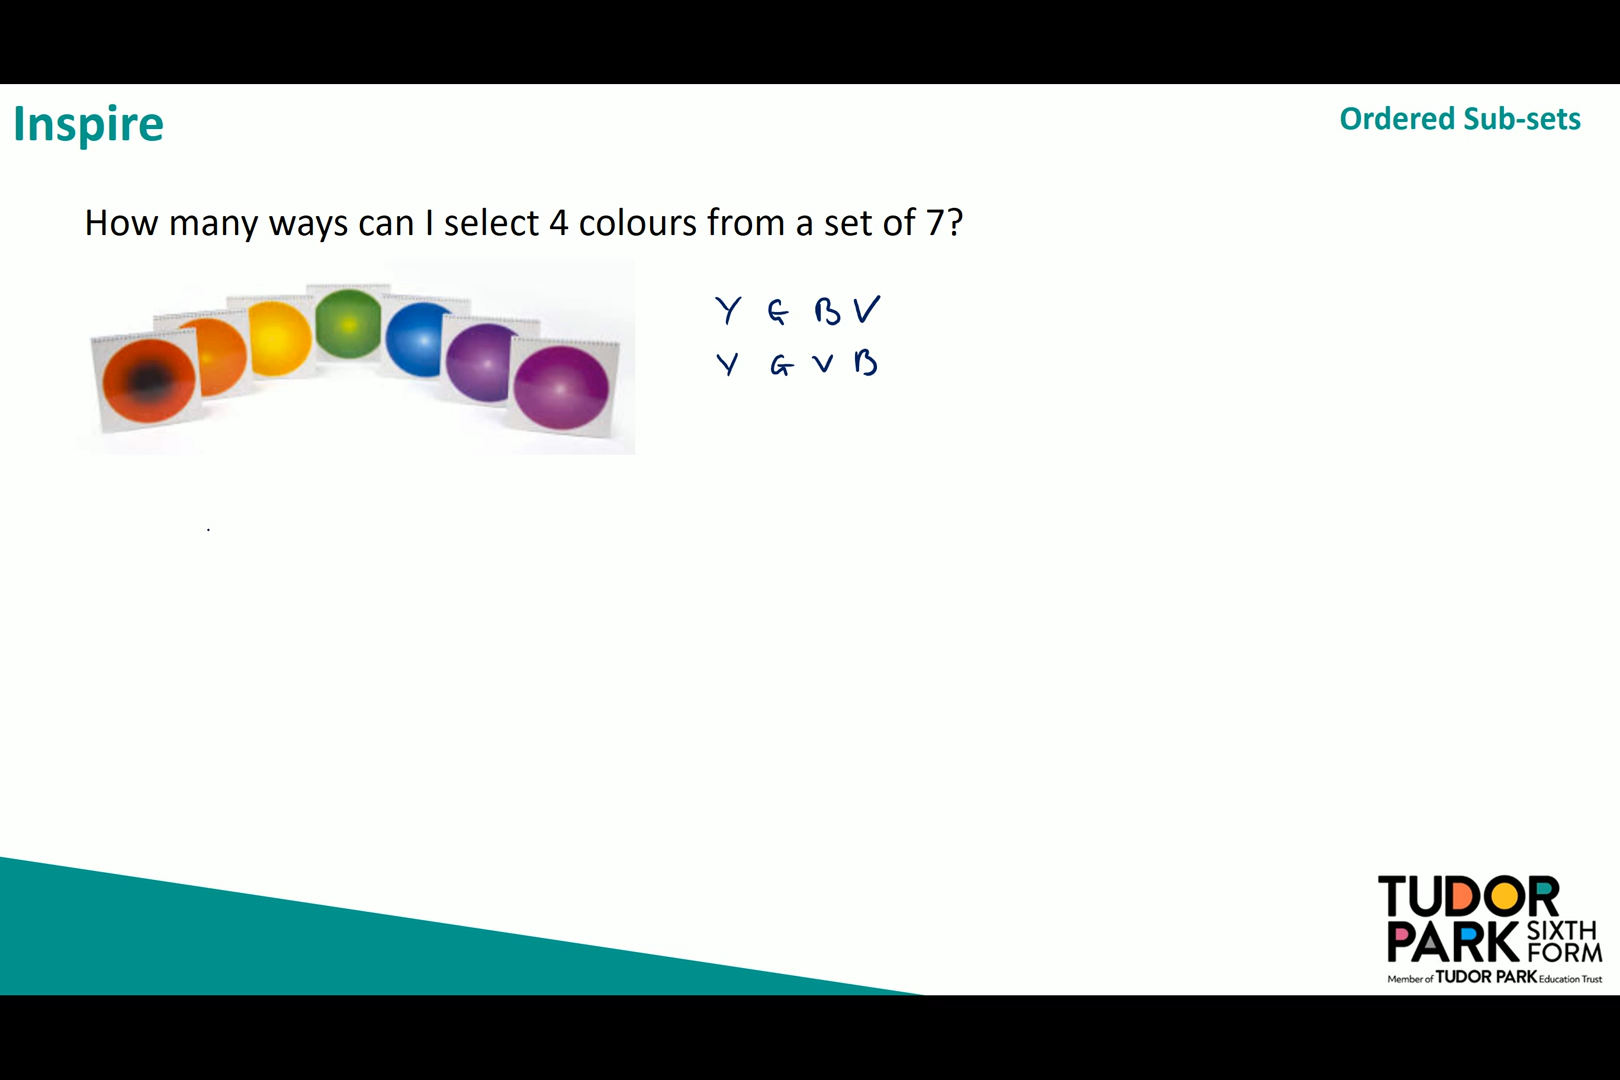 Inspire
Ordered Sub-sets
How many ways can I select 4 colours from a set of 7?
Y G B V
Y G V B
TUDOR
PARK SIXTH FORM
Member of TUDOR PARK Education Trust